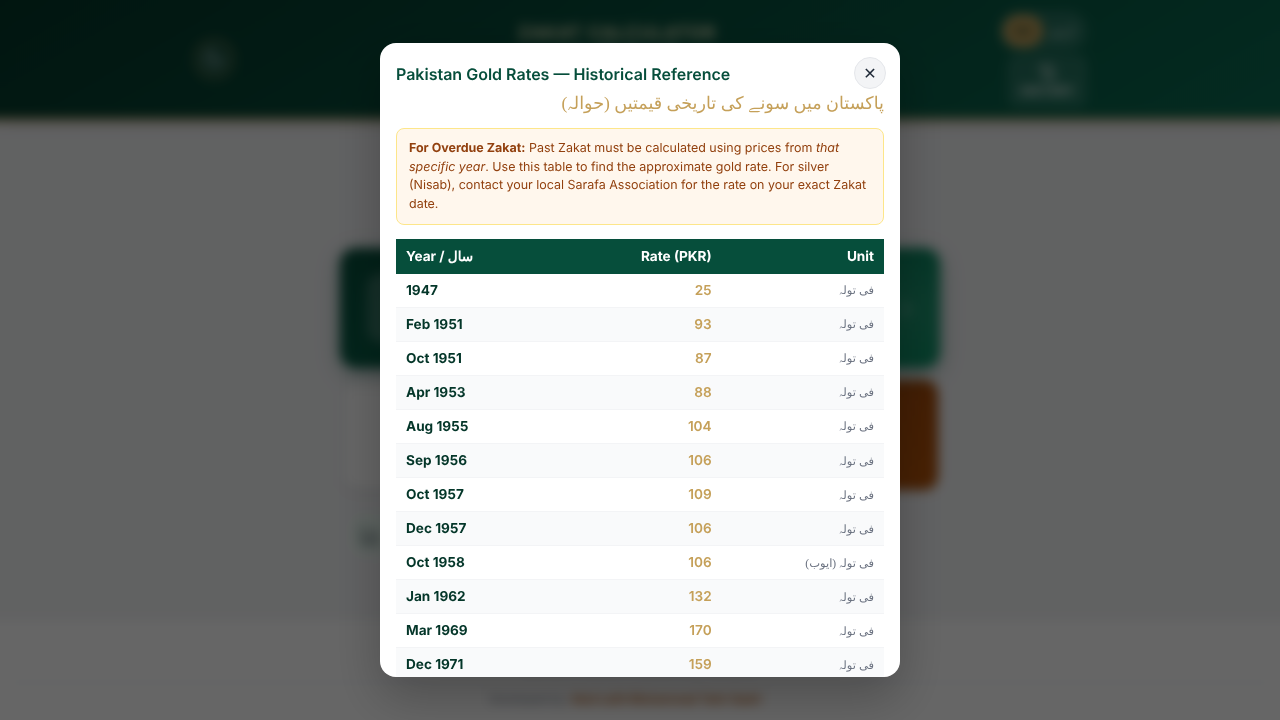 Pakistan Gold Rates — Historical Reference
✕
پاکستان میں سونے کی تاریخی قیمتیں (حوالہ)
For Overdue Zakat: Past Zakat must be calculated using prices from that
specific year. Use this table to find the approximate gold rate. For silver
(Nisab), contact your local Sarafa Association for the rate on your exact Zakat
date.
Year / سال Rate (PKR) Unit
1947 25 فی تولہ
Feb 1951 93 فی تولہ
Oct 1951 87 فی تولہ
Apr 1953 88 فی تولہ
Aug 1955 104 فی تولہ
Sep 1956 106 فی تولہ
Oct 1957 109 فی تولہ
Dec 1957 106 فی تولہ
Oct 1958 106 فی تولہ (ایوب)
Jan 1962 132 فی تولہ
Mar 1969 170 فی تولہ
Dec 1971 159 فی تولہ